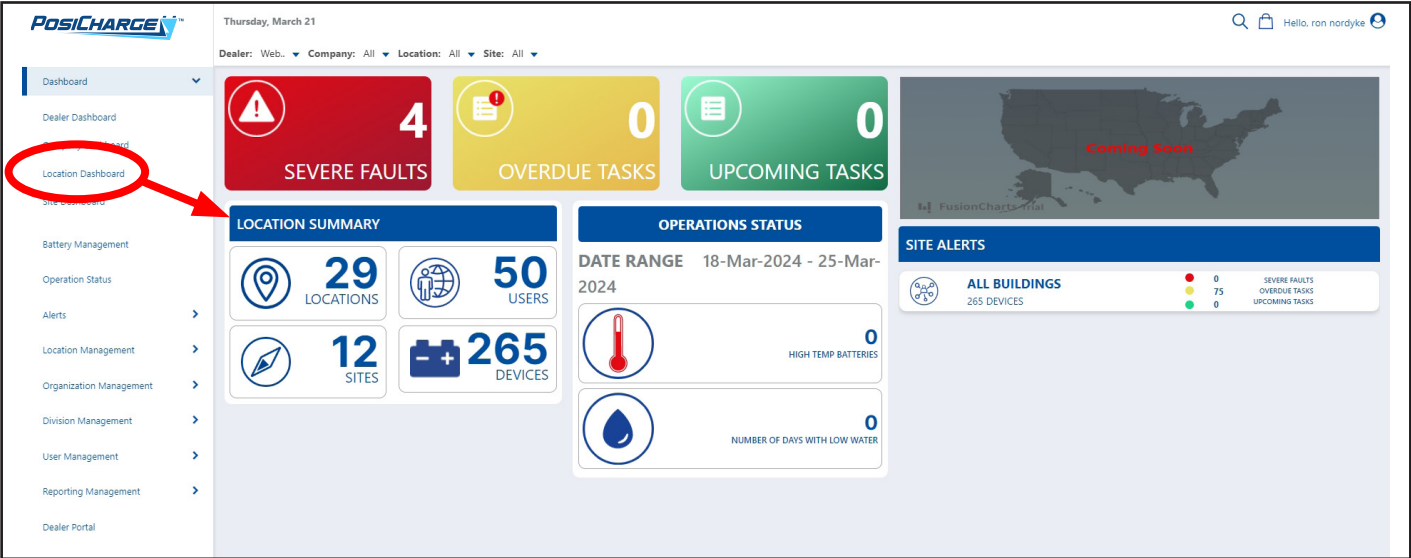 POSICHARGE™
Thursday, March 21
Hello, ron nordyke
Dealer: Web.. Company: All Location: All Site: All
Dashboard
Dealer Dashboard
Company Dashboard
Location Dashboard
Site Dashboard
Battery Management
Operation Status
Alerts
Location Management
Organization Management
Division Management
User Management
Reporting Management
Dealer Portal
4
SEVERE FAULTS
0
OVERDUE TASKS
0
UPCOMING TASKS
LOCATION SUMMARY
29
LOCATIONS
50
USERS
12
SITES
265
DEVICES
OPERATIONS STATUS
DATE RANGE 18-Mar-2024 - 25-Mar-
2024
0
HIGH TEMP BATTERIES
0
NUMBER OF DAYS WITH LOW WATER
Coming Soon
FusionCharts Trial
SITE ALERTS
ALL BUILDINGS
265 DEVICES
0 SEVERE FAULTS
75 OVERDUE TASKS
0 UPCOMING TASKS